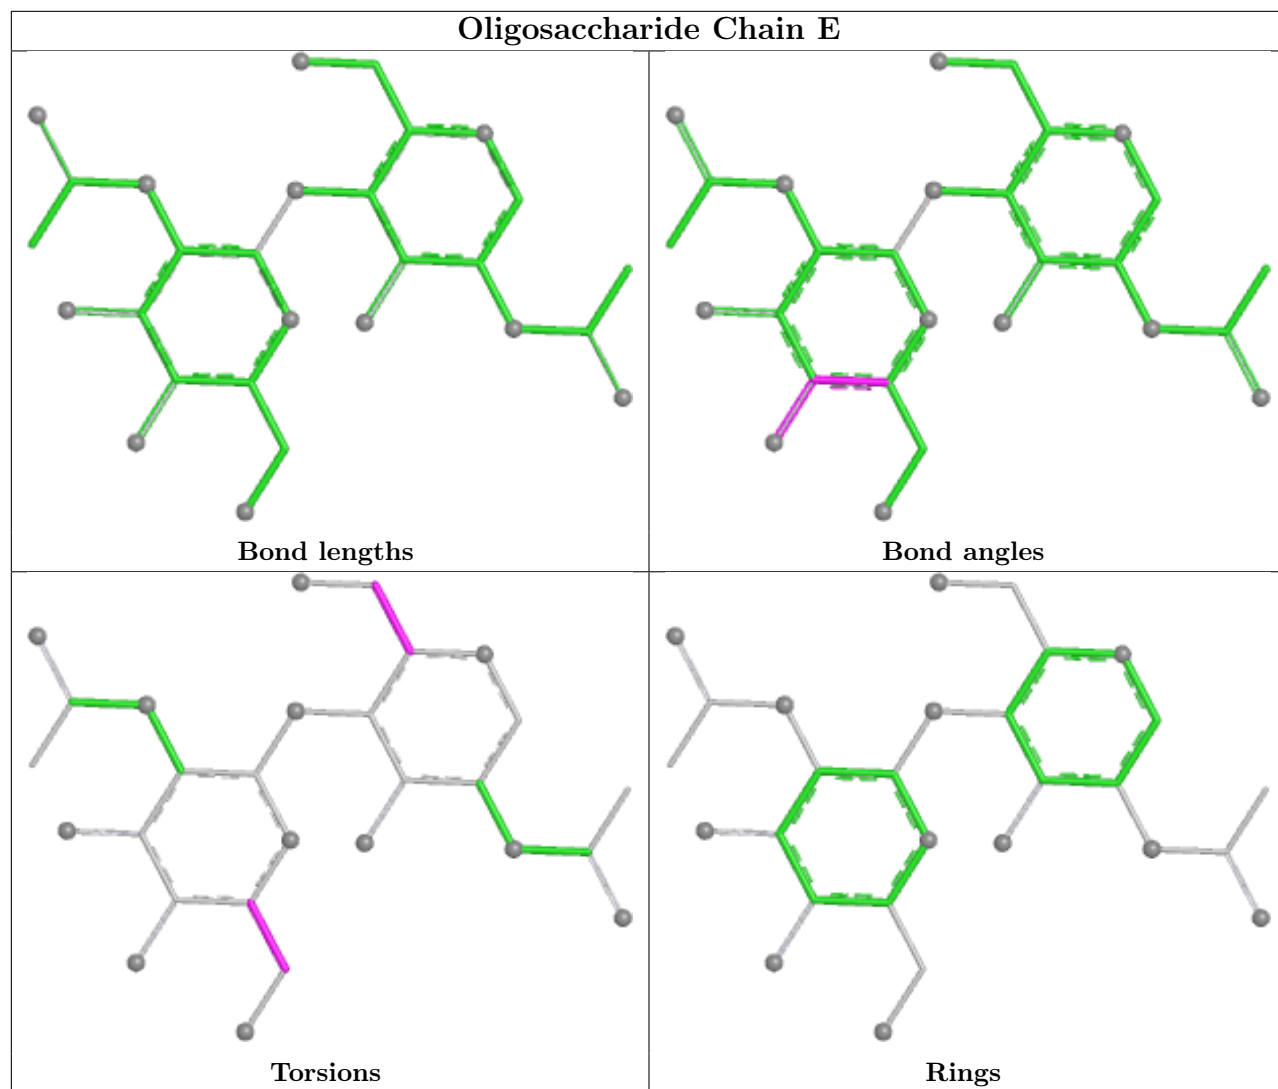 Oligosaccharide Chain E
Bond lengths
Bond angles
Torsions
Rings